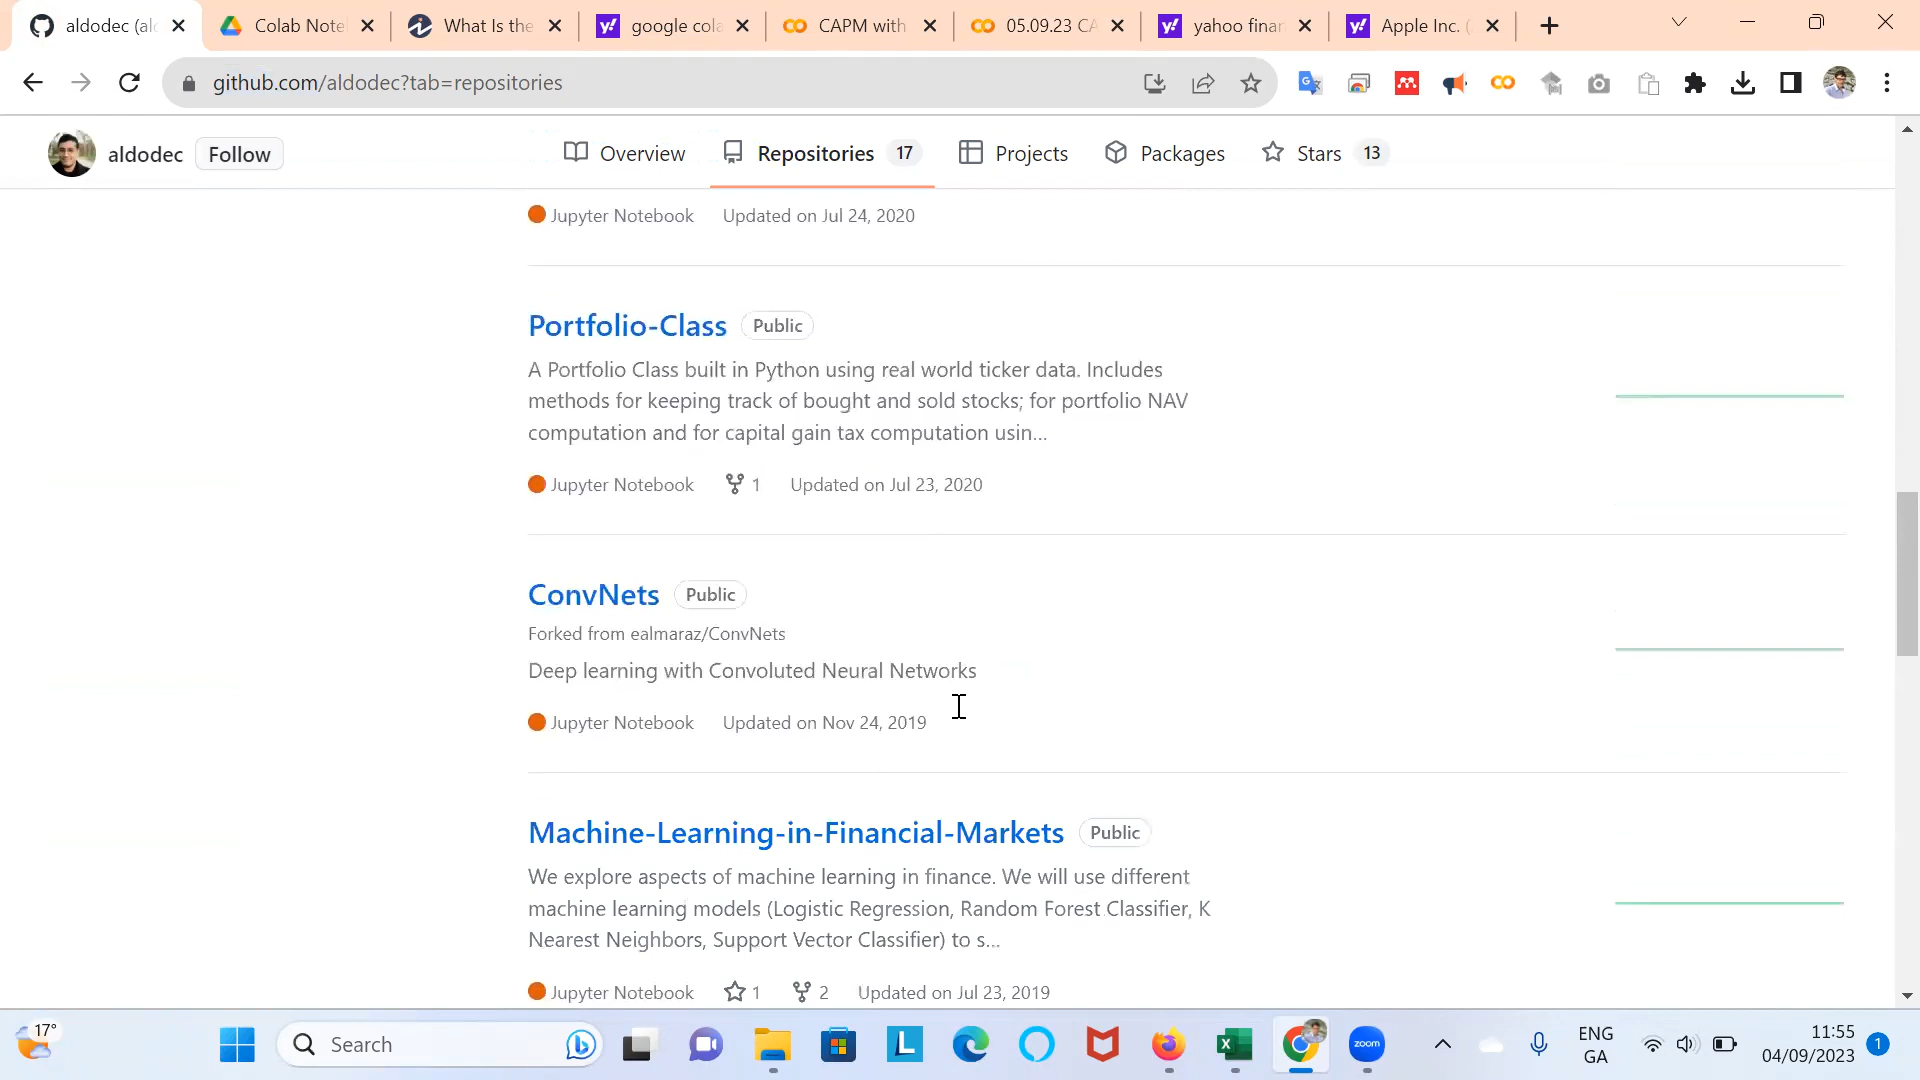 aldodec (al
Colab Note
What Is the
google cola
CAPM with
05.09.23 CA
yahoo finan
Apple Inc. (
github.com/aldodec?tab=repositories
aldodec Follow
Overview Repositories 17 Projects Packages Stars 13
Jupyter Notebook Updated on Jul 24, 2020
Portfolio-Class Public
A Portfolio Class built in Python using real world ticker data. Includes
methods for keeping track of bought and sold stocks; for portfolio NAV
computation and for capital gain tax computation usin...
Jupyter Notebook 1 Updated on Jul 23, 2020
ConvNets Public
Forked from ealmaraz/ConvNets
Deep learning with Convoluted Neural Networks
Jupyter Notebook Updated on Nov 24, 2019
Machine-Learning-in-Financial-Markets Public
We explore aspects of machine learning in finance. We will use different
machine learning models (Logistic Regression, Random Forest Classifier, K
Nearest Neighbors, Support Vector Classifier) to s...
Jupyter Notebook 1 2 Updated on Jul 23, 2019
17°
Search
L
zoom
ENG
GA
11:55
04/09/2023
1